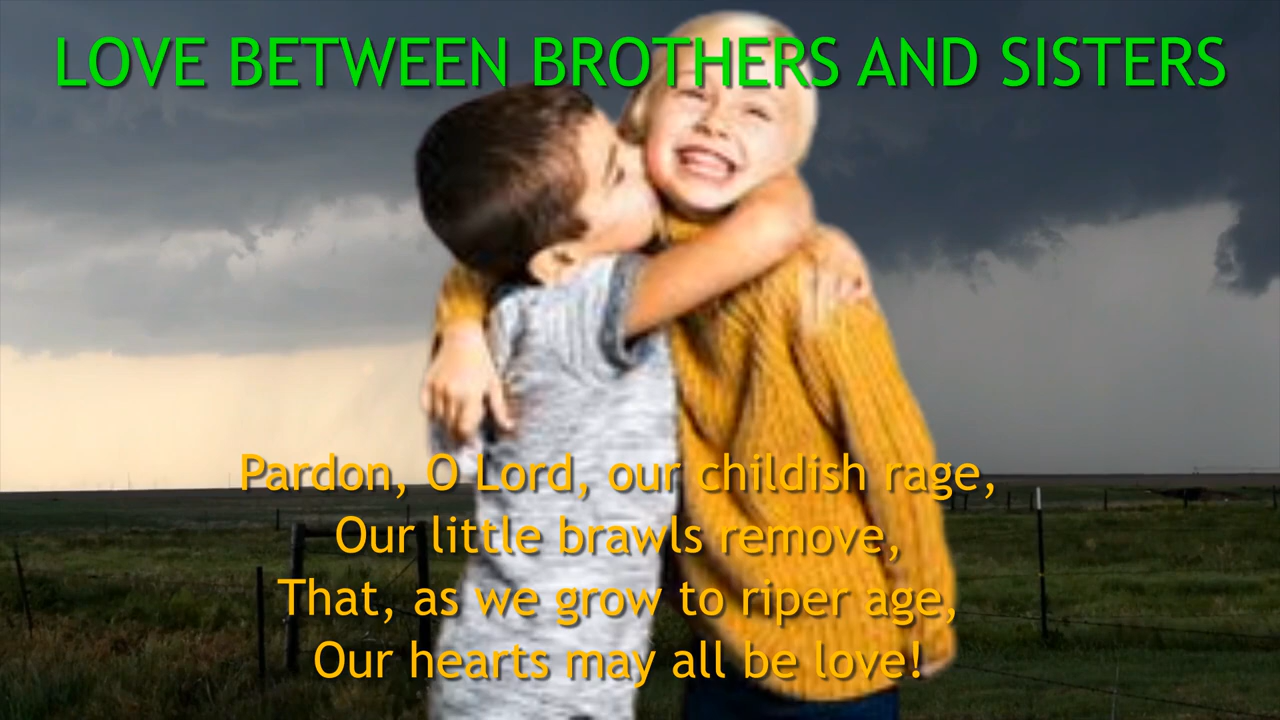 LOVE BETWEEN BROTHERS AND SISTERS
Pardon, O Lord, our childish rage,
Our little brawls remove,
That, as we grow to riper age,
Our hearts may all be love!